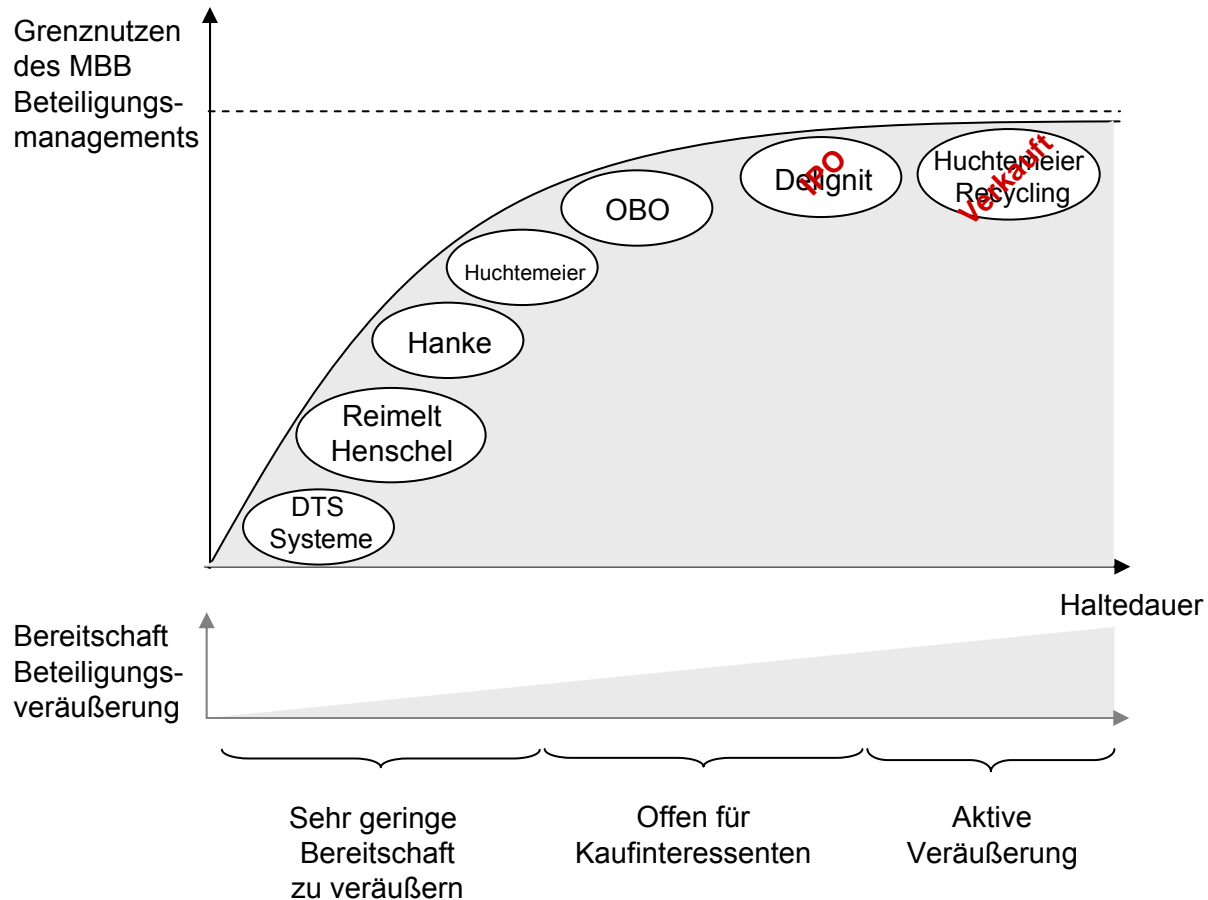 Grenznutzen
des MBB
Beteiligungs-
managements
Delignit
IPO
Huchtemeier
Recycling
Verkauft
OBO
Huchtemeier
Hanke
Reimelt
Henschel
DTS
Systeme
Haltedauer
Bereitschaft
Beteiligungs-
veräußerung
Sehr geringe
Bereitschaft
zu veräußern
Offen für
Kaufinteressenten
Aktive
Veräußerung